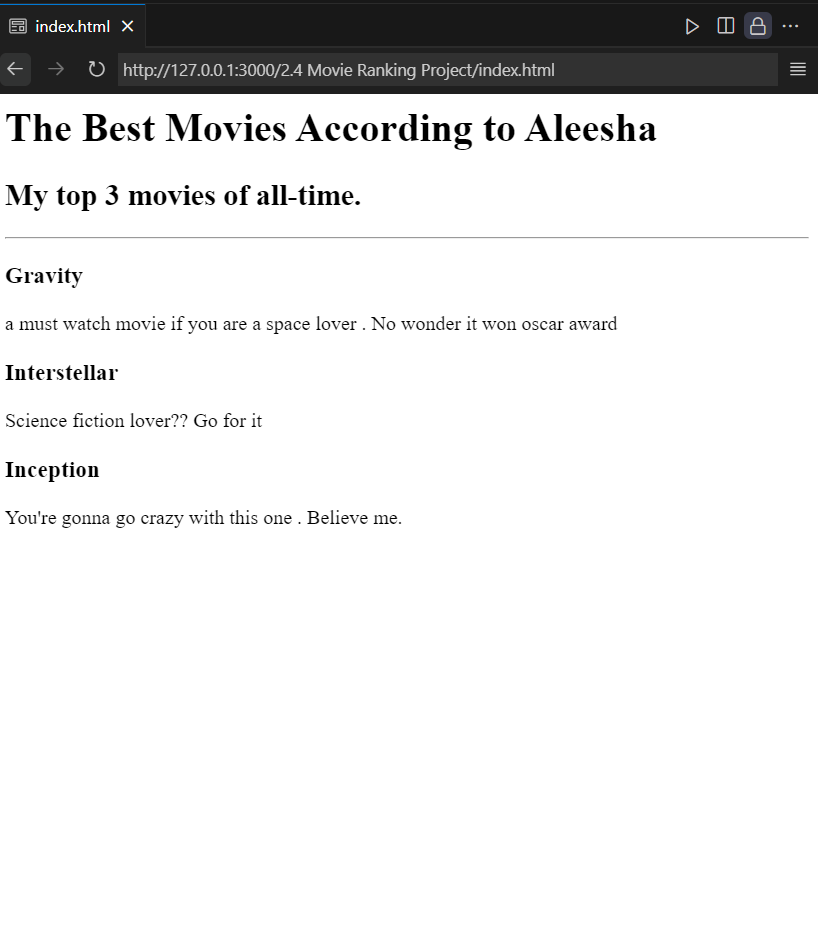 index.html
http://127.0.0.1:3000/2.4 Movie Ranking Project/index.html
The Best Movies According to Aleesha
My top 3 movies of all-time.
Gravity
a must watch movie if you are a space lover . No wonder it won oscar award
Interstellar
Science fiction lover?? Go for it
Inception
You're gonna go crazy with this one . Believe me.